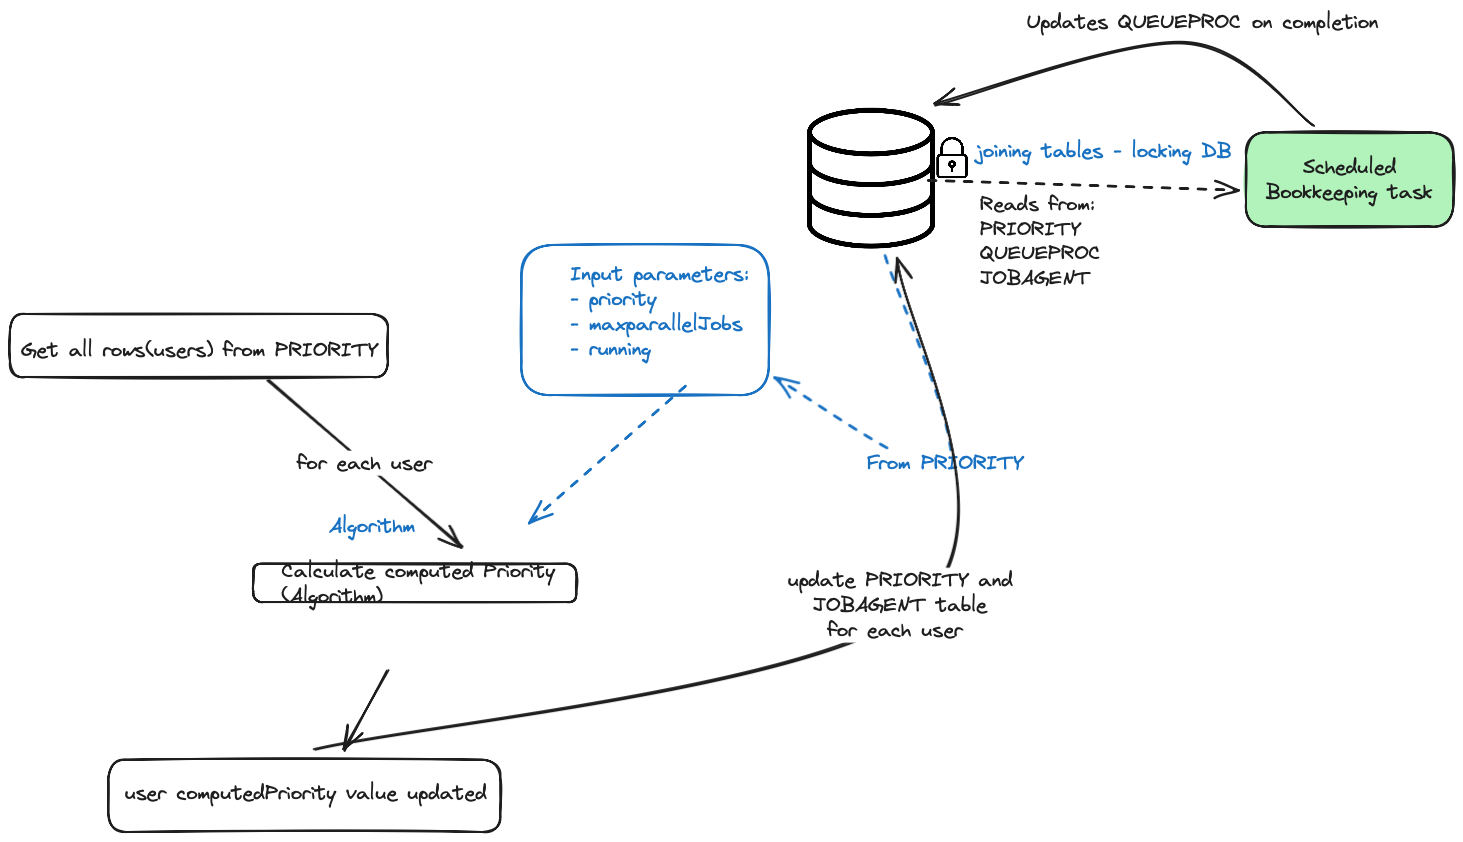 Updates QUEUEPROC on completion
joining tables - locking DB
Scheduled
Bookkeeping task
Reads from:
PRIORITY
QUEUEPROC
JOBAGENT
Input parameters:
- priority
- maxparallelJobs
- running
Get all rows(users) from PRIORITY
for each user
From PRIORITY
Algorithm
Calculate computed Priority
(Algorithm)
update PRIORITY and
JOBAGENT table
for each user
user computedPriority value updated